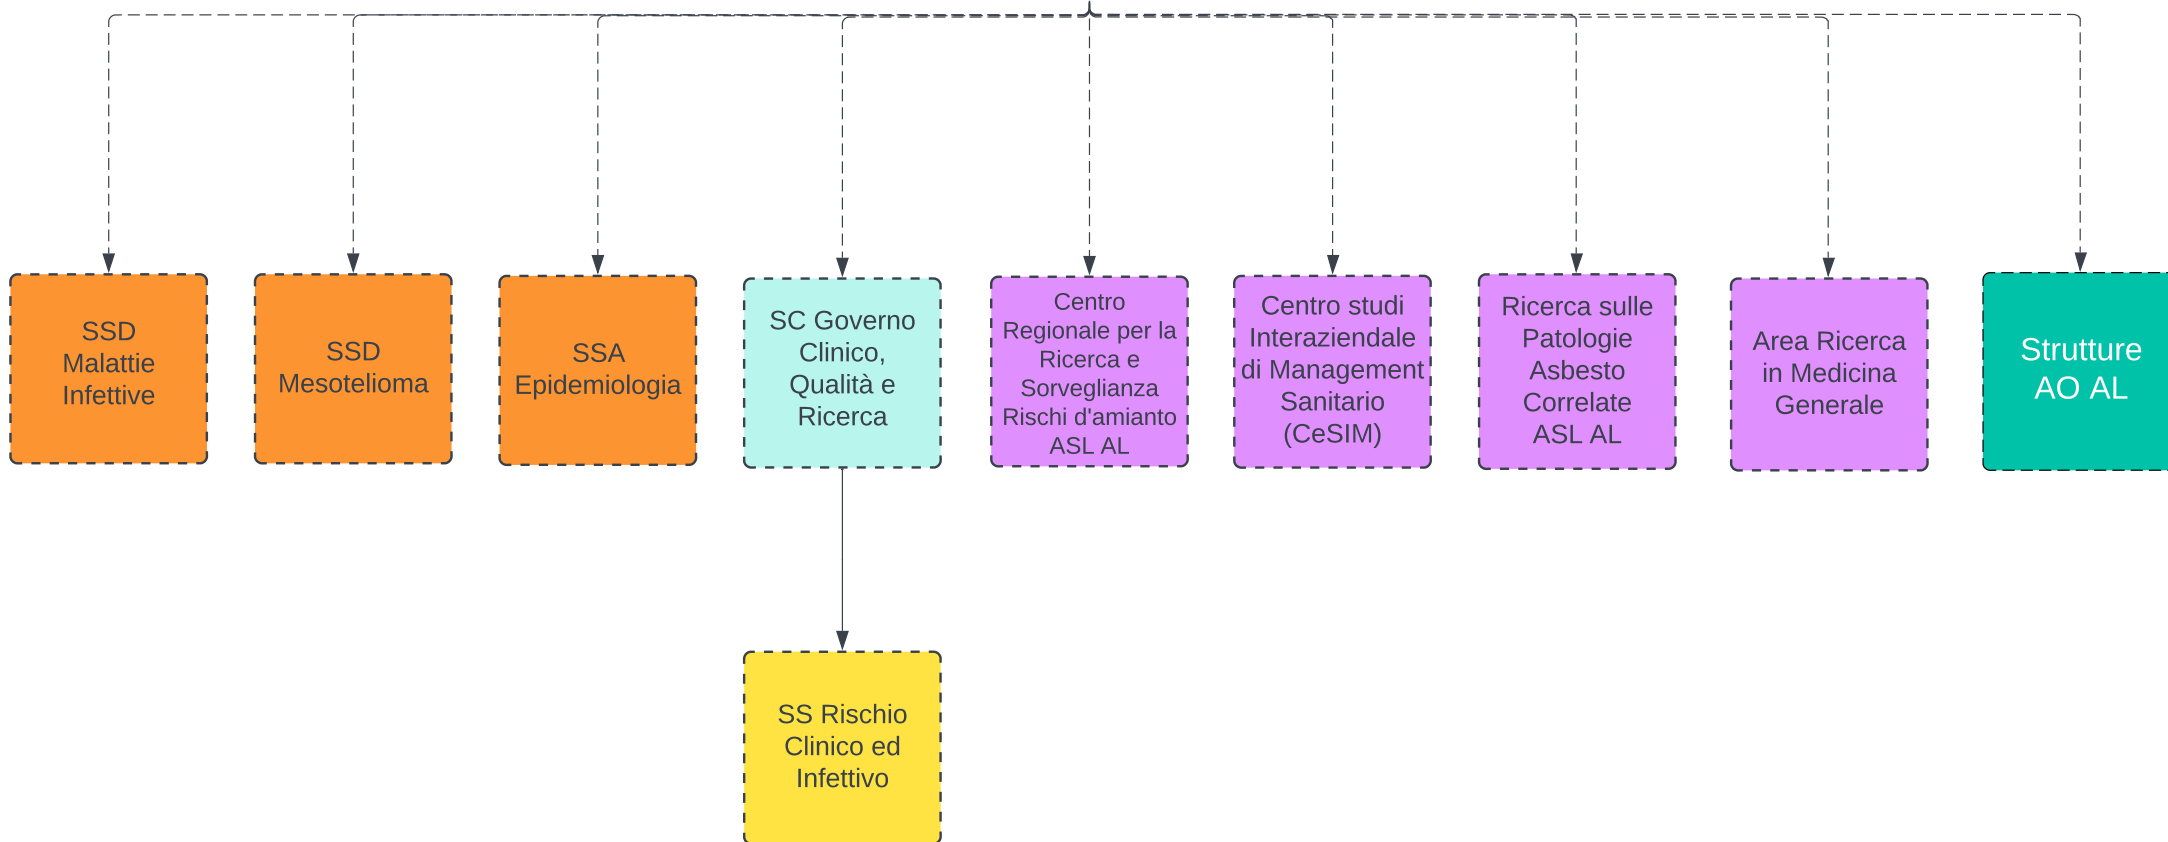 SSD
Malattie
Infettive
SSD
Mesotelioma
SSA
Epidemiologia
SC Governo
Clinico,
Qualità e
Ricerca
Centro
Regionale per la
Ricerca e
Sorveglianza
Rischi d'amianto
ASL AL
Centro studi
Interaziendale
di Management
Sanitario
(CeSIM)
Ricerca sulle
Patologie
Asbesto
Correlate
ASL AL
Area Ricerca
in Medicina
Generale
Strutture
AO AL
SS Rischio
Clinico ed
Infettivo